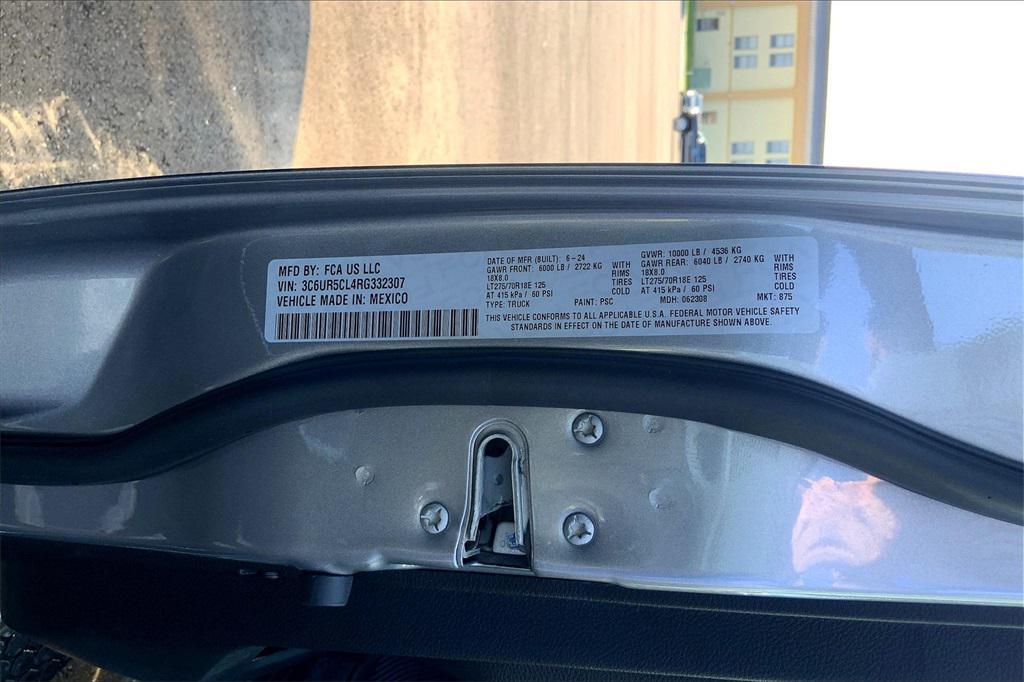 MFD BY: FCA US LLC
VIN: 3C6UR5CL4RG332307
VEHICLE MADE IN: MEXICO
DATE OF MFR (BUILT): 6-24
GAWR FRONT: 6000 LB / 2722 KG WITH
18X8.0 RIMS
LT275/70R18E 125 TIRES
AT 415 kPa / 60 PSI
TYPE: TRUCK PAINT: PSC
GVWR: 10000 LB / 4536 KG
GAWR REAR: 6040 LB / 2740 KG WITH
18X8.0 RIMS
LT275/70R18E 125 TIRES
AT 415 kPa / 60 PSI
MDH: 062308 MKT: 875
THIS VEHICLE CONFORMS TO ALL APPLICABLE U.S.A. FEDERAL MOTOR VEHICLE SAFETY
STANDARDS IN EFFECT ON THE DATE OF MANUFACTURE SHOWN ABOVE.